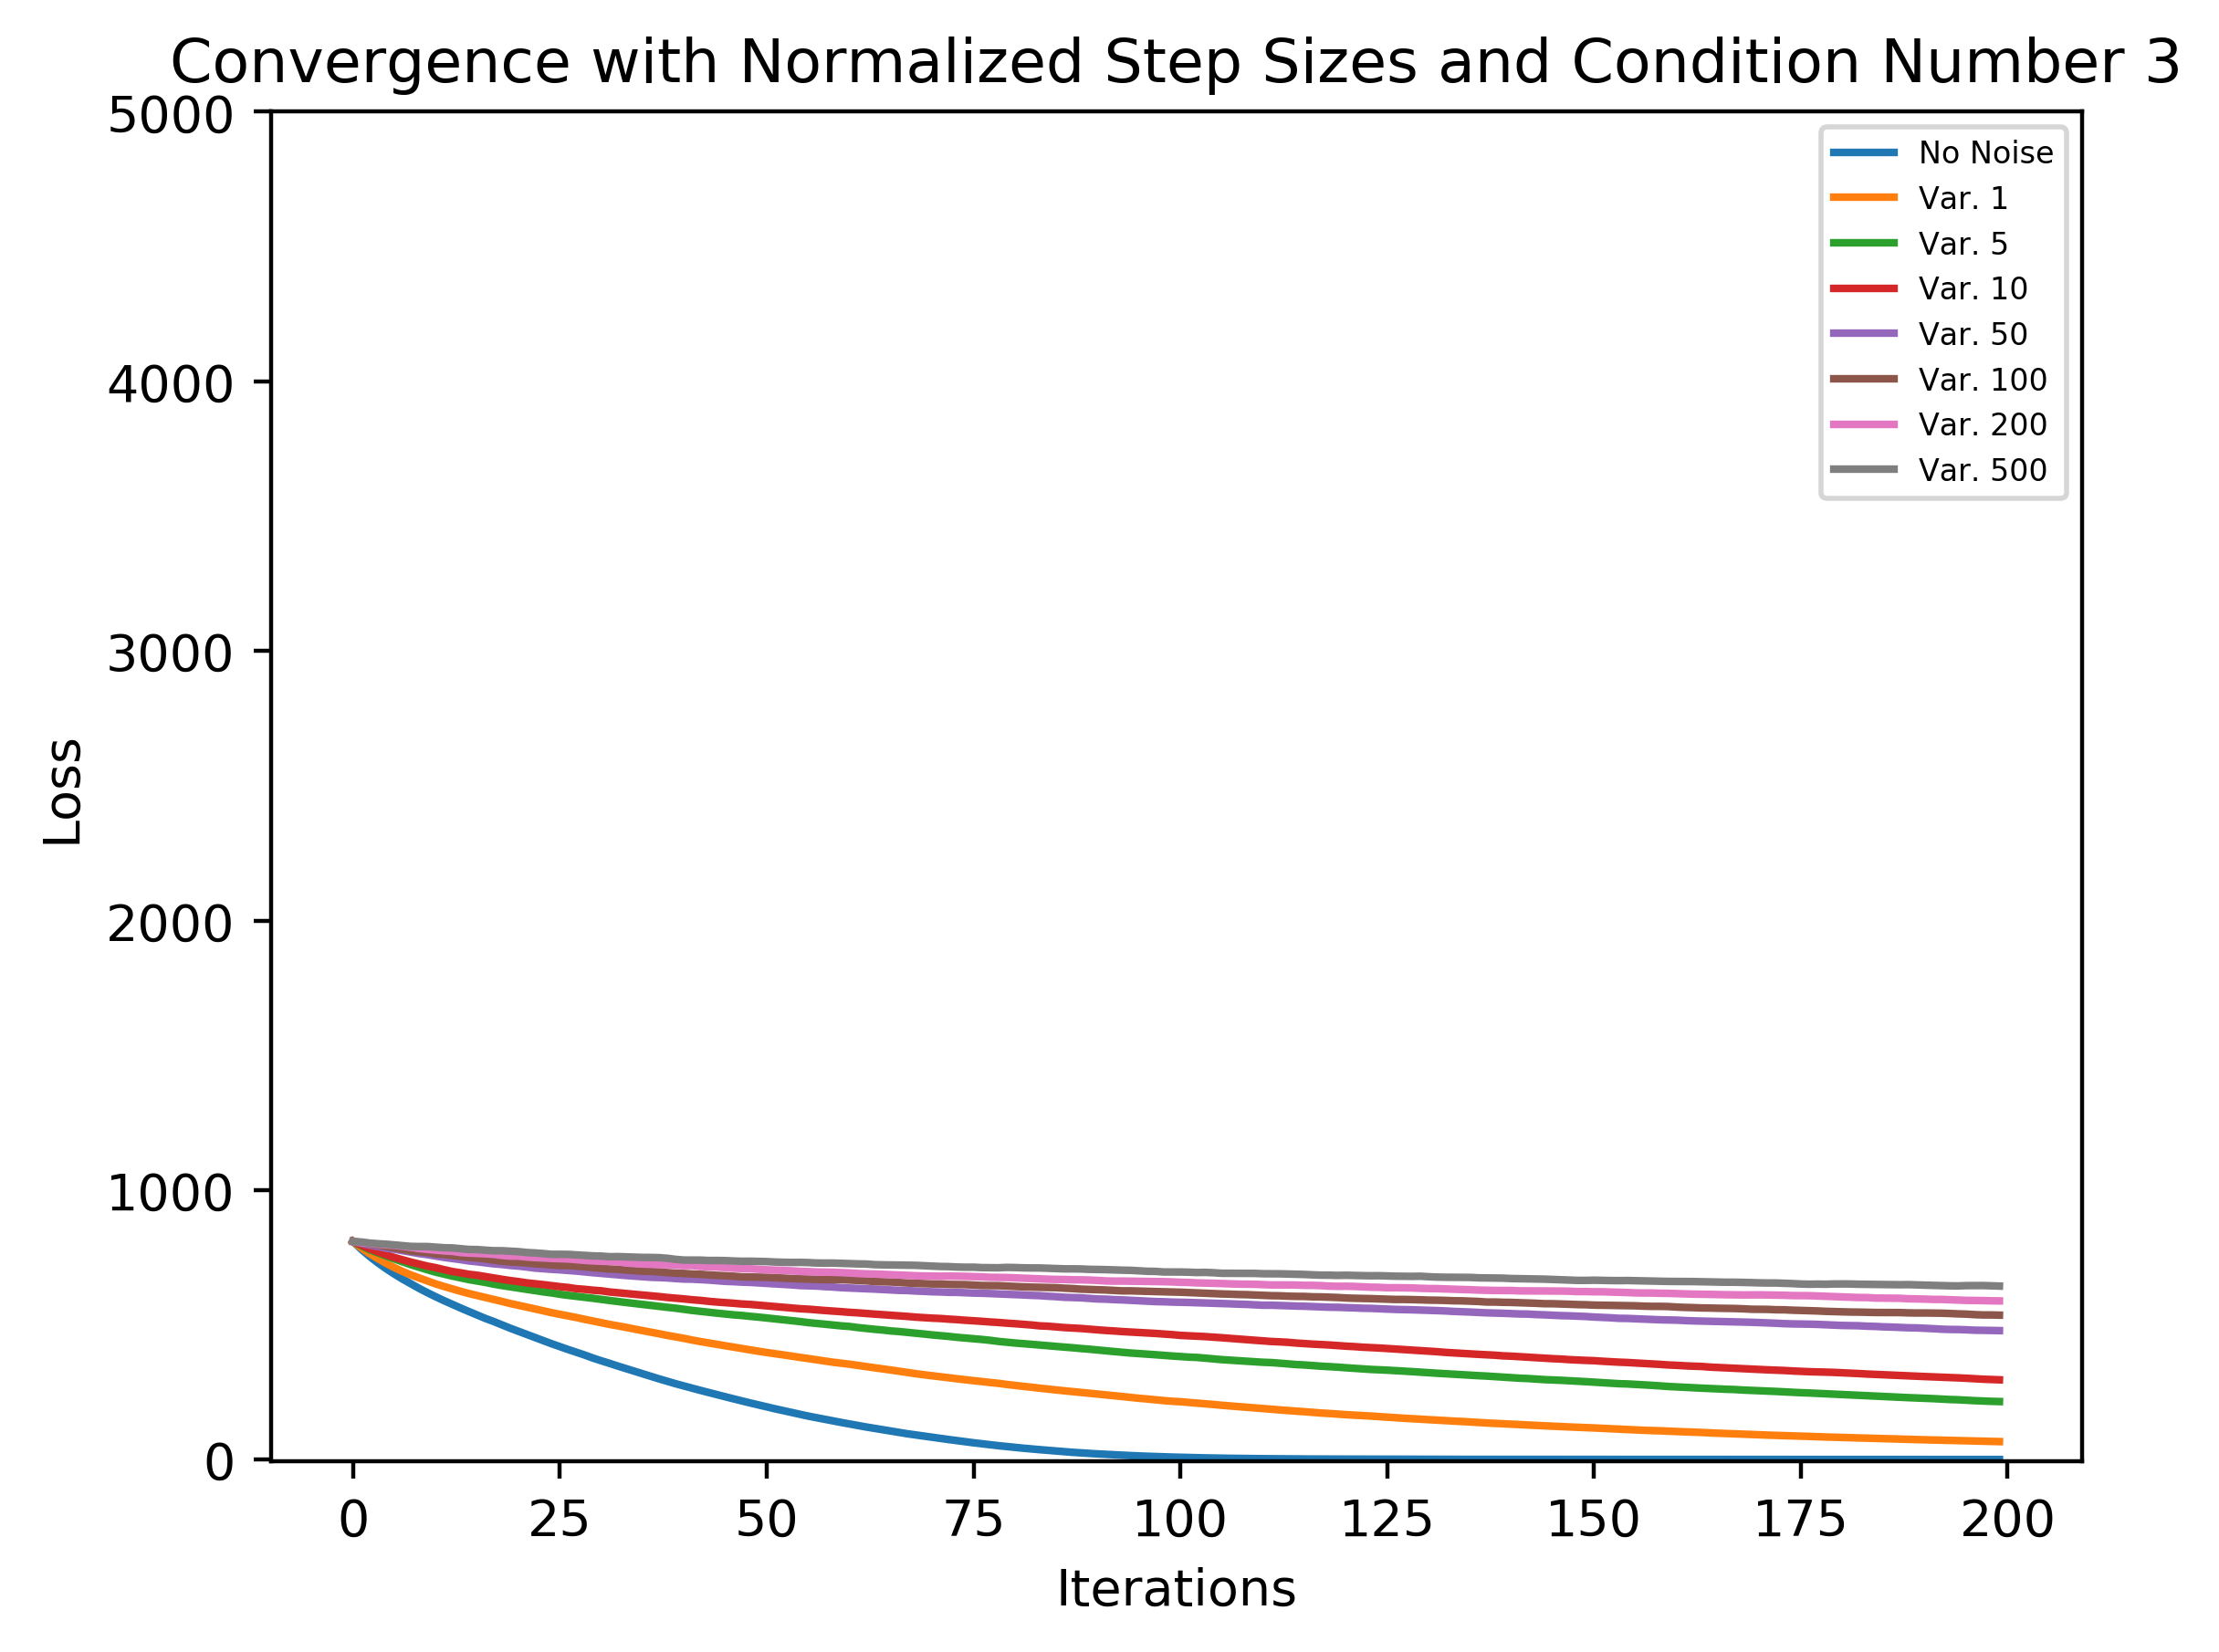 Convergence with Normalized Step Sizes and Condition Number 3
5000
4000
3000
2000
1000
0
Loss
No Noise
Var. 1
Var. 5
Var. 10
Var. 50
Var. 100
Var. 200
Var. 500
0 25 50 75 100 125 150 175 200
Iterations